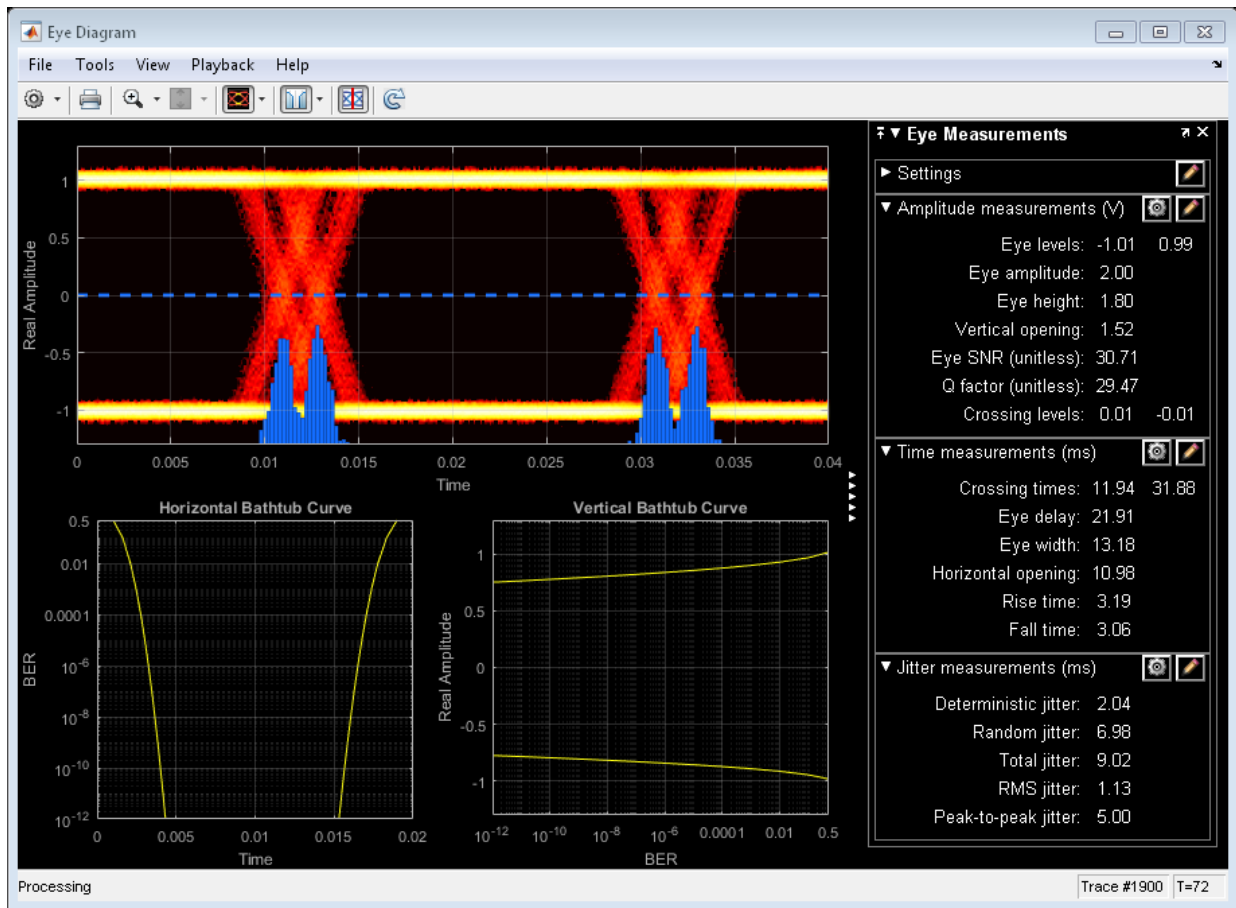 Eye Diagram
File Tools View Playback Help
Eye Measurements
Settings
Amplitude measurements (V)
Eye levels: -1.01 0.99
Eye amplitude: 2.00
Eye height: 1.80
Vertical opening: 1.52
Eye SNR (unitless): 30.71
Q factor (unitless): 29.47
Crossing levels: 0.01 -0.01
Time measurements (ms)
Crossing times: 11.94 31.88
Eye delay: 21.91
Eye width: 13.18
Horizontal opening: 10.98
Rise time: 3.19
Fall time: 3.06
Jitter measurements (ms)
Deterministic jitter: 2.04
Random jitter: 6.98
Total jitter: 9.02
RMS jitter: 1.13
Peak-to-peak jitter: 5.00
Real Amplitude
1
0.5
0
-0.5
-1
0 0.005 0.01 0.015 0.02 0.025 0.03 0.035 0.04
Time
Horizontal Bathtub Curve
BER
0.5
0.01
0.0001
10^-6
10^-8
10^-10
10^-12
0 0.005 0.01 0.015 0.02
Time
Vertical Bathtub Curve
Real Amplitude
1
0.5
0
-0.5
-1
10^-12 10^-10 10^-8 10^-6 0.0001 0.01 0.5
BER
Processing
Trace #1900 T=72